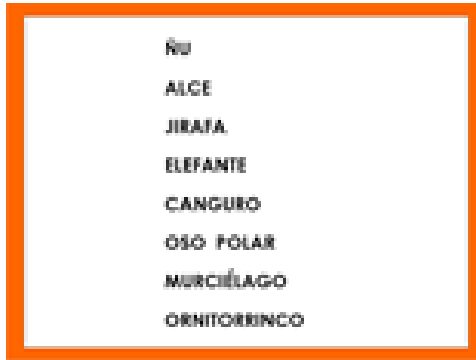 ÑU
ALCE
JIRAFA
ELEFANTE
CANGURO
OSO POLAR
MURCIÉLAGO
ORNITORRINCO